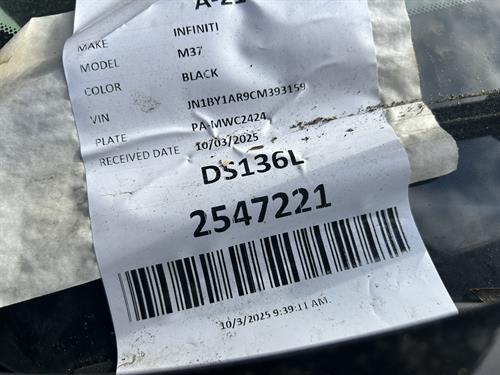 A-21
MAKE INFINITI
MODEL M37
COLOR BLACK
VIN JN1BY1AR9CM393159
PLATE PA-MWC2424
RECEIVED DATE 10/03/2025
DS136L
2547221
10/3/2025 9:39:11 AM